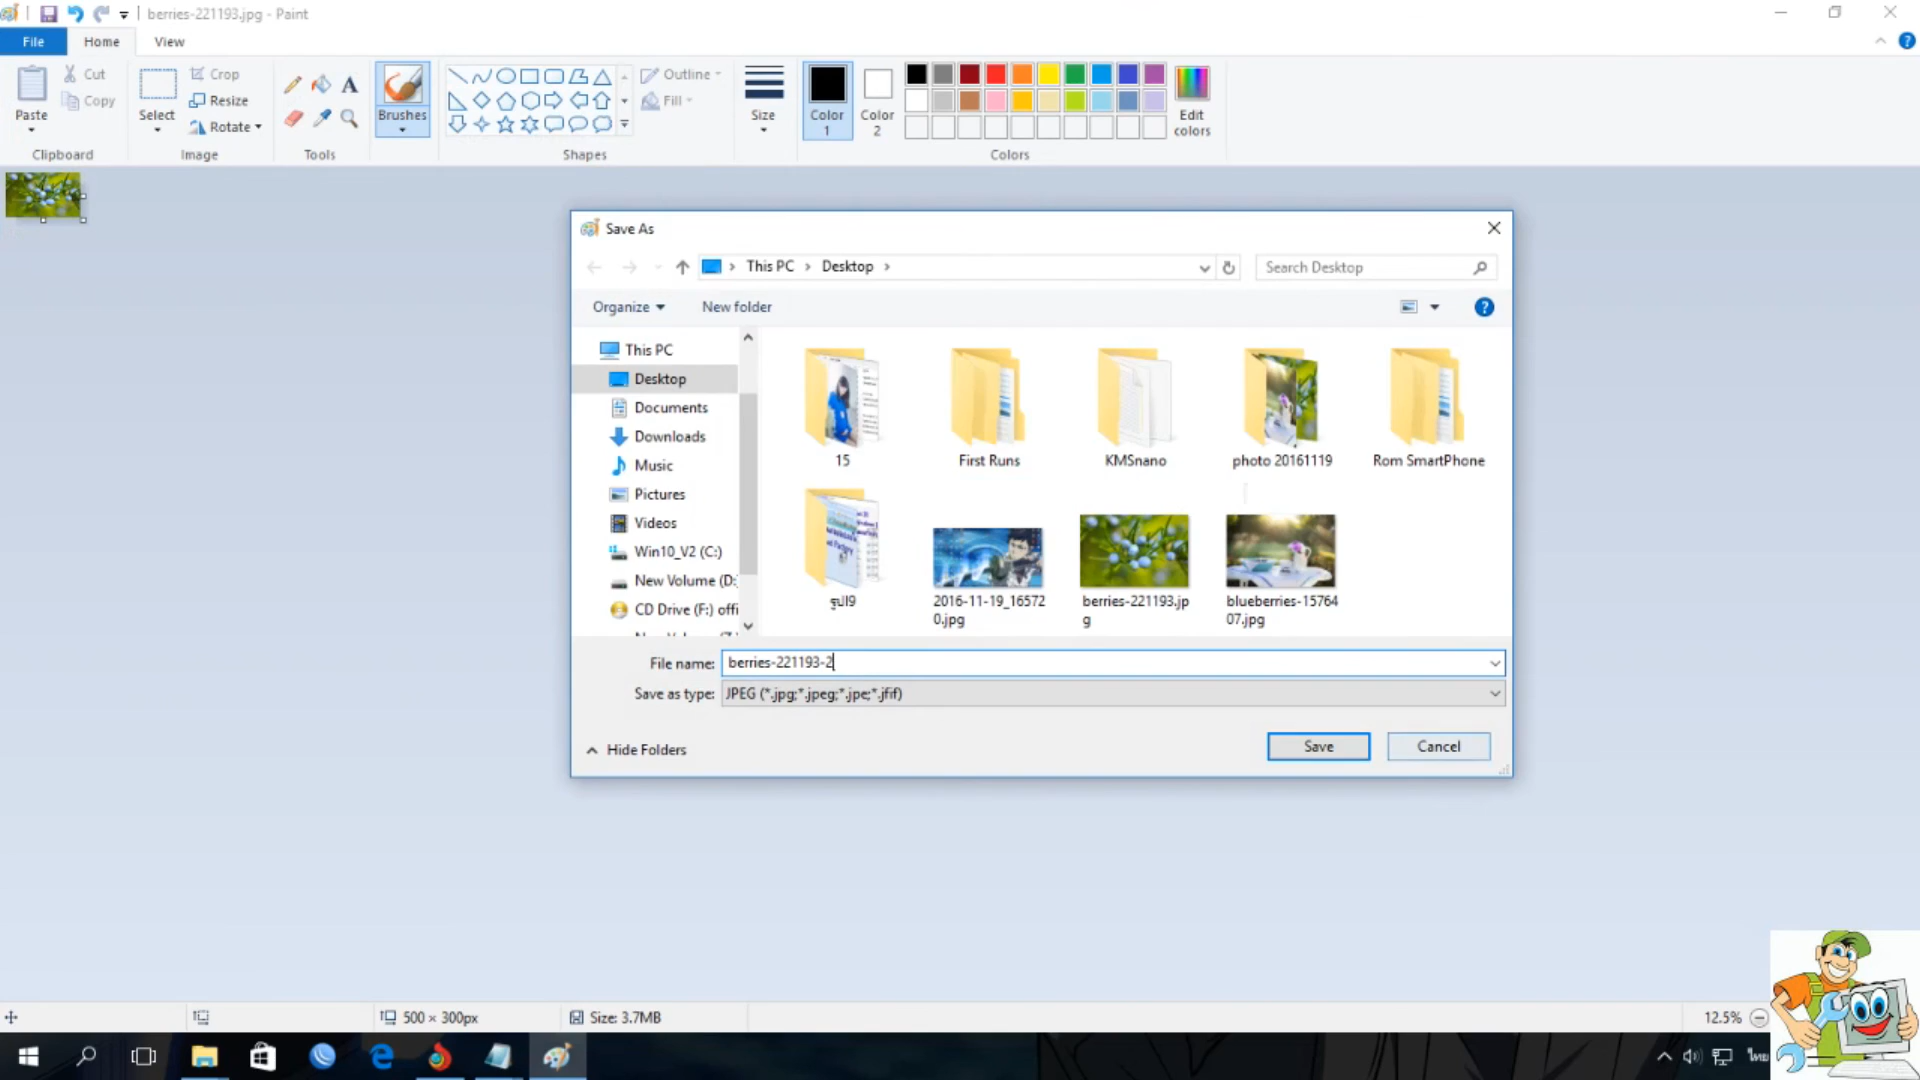 berries-221193.jpg - Paint
File
Home
View
Paste
Cut
Copy
Clipboard
Select
Crop
Resize
Rotate
Image
A
Tools
Brushes
Outline
Fill
Shapes
Size
Color
1
Color
2
Edit
colors
Colors
Save As
This PC
Desktop
Search Desktop
Organize
New folder
This PC
Desktop
Documents
Downloads
Music
Pictures
Videos
Win10_V2 (C:)
New Volume (D:
CD Drive (F:) offi
15
First Runs
KMSnano
photo 20161119
Rom SmartPhone
2016-11-19_16572
0.jpg
berries-221193.jp
g
blueberries-15764
07.jpg
File name:
berries-221193-2
Save as type:
JPEG (*.jpg;*.jpeg;*.jpe;*.jfif)
Hide Folders
Save
Cancel
500 × 300px
Size: 3.7MB
12.5%
ไทย